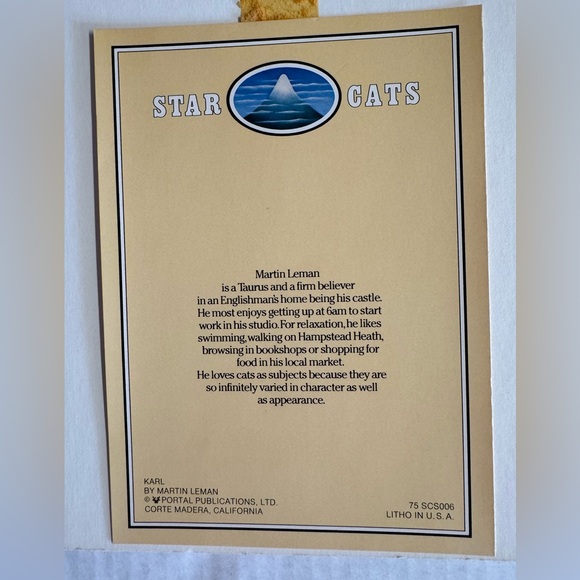 STAR CATS
Martin Leman
is a Taurus and a firm believer
in an Englishman's home being his castle.
He most enjoys getting up at 6am to start
work in his studio. For relaxation, he likes
swimming, walking on Hampstead Heath,
browsing in bookshops or shopping for
food in his local market.
He loves cats as subjects because they are
so infinitely varied in character as well
as appearance.
KARL
BY MARTIN LEMAN
© PORTAL PUBLICATIONS, LTD.
CORTE MADERA, CALIFORNIA
75 SCS006
LITHO IN U.S.A.